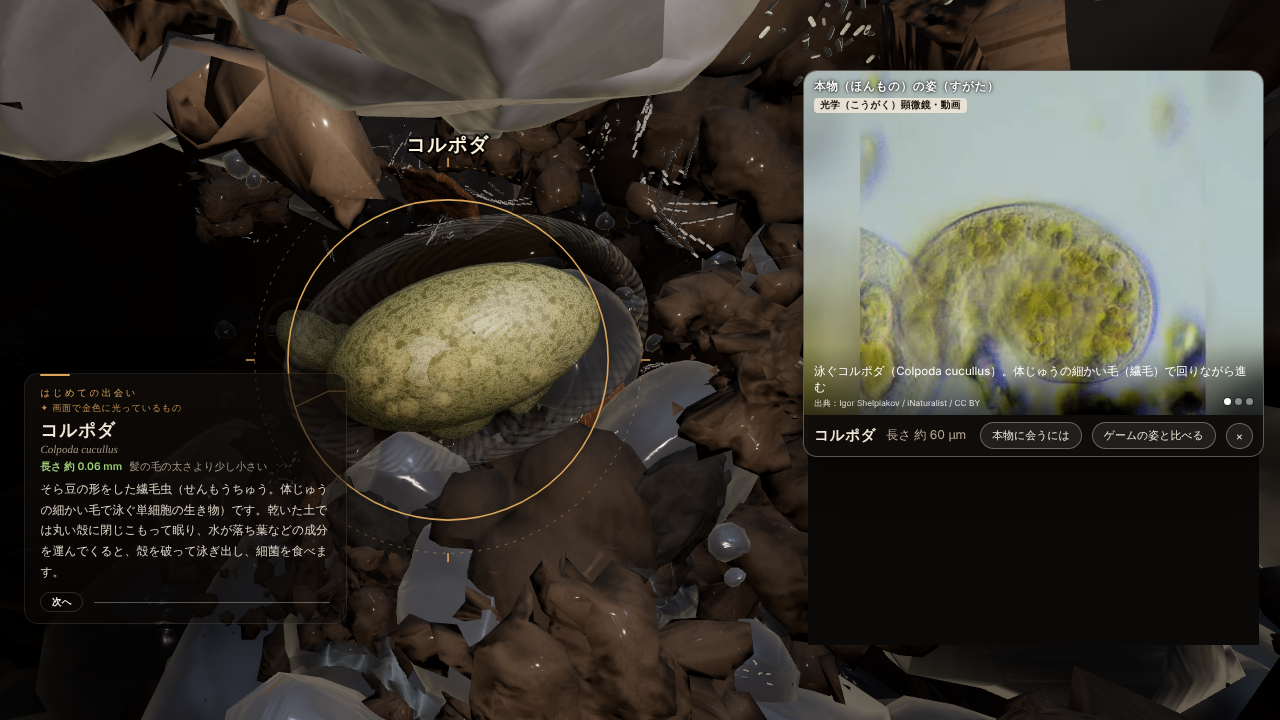 コルポダ
はじめての出会い
✦ 画面で金色に光っているもの
コルポダ
Colpoda cucullus
長さ 約 0.06 mm 髪の毛の太さより少し小さい
そら豆の形をした繊毛虫（せんもうちゅう。体じゅう
の細かい毛で泳ぐ単細胞の生き物）です。乾いた土で
は丸い殻に閉じこもって眠り、水が落ち葉などの成分
を運んでくると、殻を破って泳ぎ出し、細菌を食べま
す。
次へ
本物（ほんもの）の姿（すがた）
光学（こうがく）顕微鏡・動画
泳ぐコルポダ（Colpoda cucullus）。体じゅうの細かい毛（繊毛）で回りながら進
む
出典：Igor Shelpiakov / iNaturalist / CC BY
コルポダ 長さ 約 60 µm 本物に会うには ゲームの姿と比べる ×